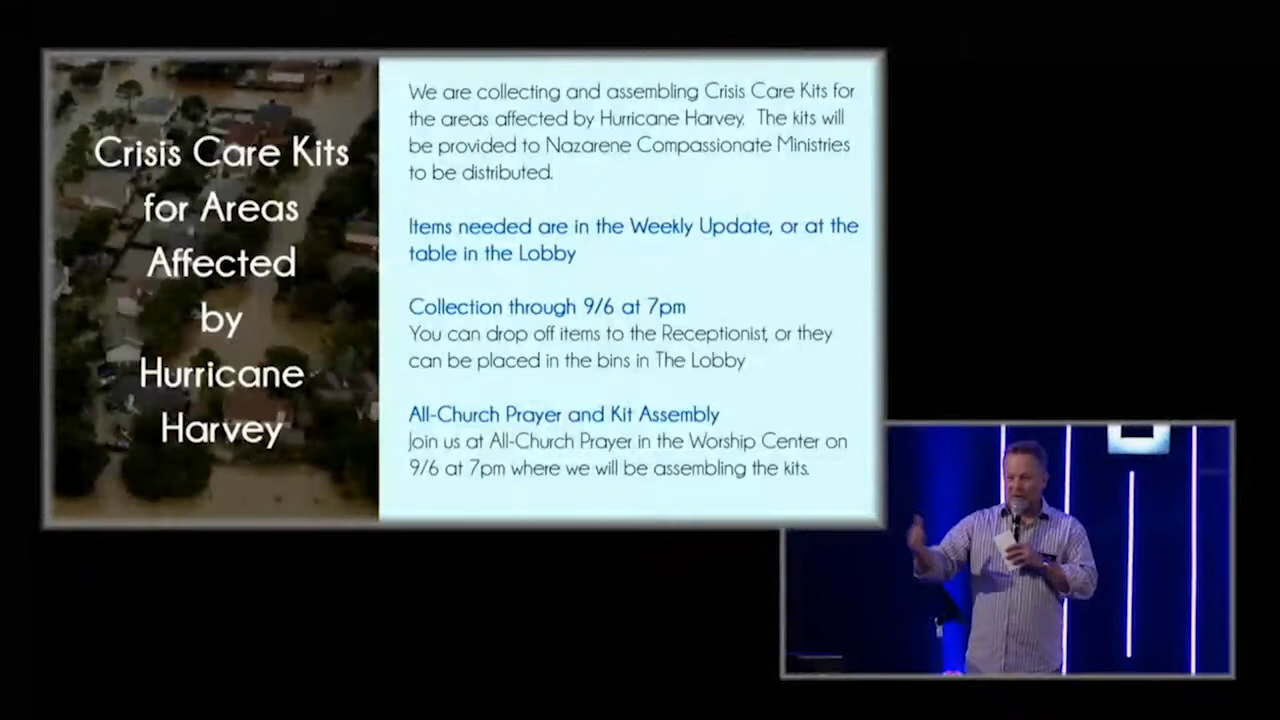 Crisis Care Kits
for Areas
Affected
by
Hurricane
Harvey
We are collecting and assembling Crisis Care Kits for
the areas affected by Hurricane Harvey. The kits will
be provided to Nazarene Compassionate Ministries
to be distributed.
Items needed are in the Weekly Update, or at the
table in the Lobby
Collection through 9/6 at 7pm
You can drop off items to the Receptionist, or they
can be placed in the bins in The Lobby
All-Church Prayer and Kit Assembly
Join us at All-Church Prayer in the Worship Center on
9/6 at 7pm where we will be assembling the kits.